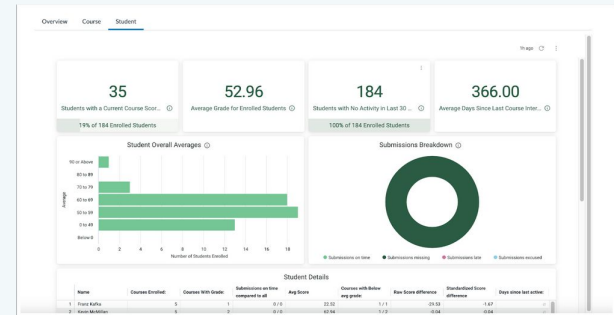 Overview Course Student
1h ago
35
Students with a Current Course Scor...
19% of 184 Enrolled Students
52.96
Average Grade for Enrolled Students
184
Students with No Activity in Last 30 ...
100% of 184 Enrolled Students
366.00
Average Days Since Last Course Inter...
Student Overall Averages
90 or Above
80 to 89
70 to 79
60 to 69
50 to 59
0 to 49
Below 0
Average
0 2 4 6 8 10 12 14 16 18
Number of Students Enrolled
Submissions Breakdown
Submissions on time Submissions missing Submissions late Submissions excused
Student Details
Name Courses Enrolled: Courses With Grade: Submissions on time compared to all Avg Score Courses with Below avg grade: Raw Score difference Standardized Score difference Days since last active:
1 Franz Kafka 5 1 0 / 0 22.32 1 / 1 -29.53 -1.67
2 Kevin McMillan 5 2 0 / 0 62.94 1 / 2 -0.04 -0.04